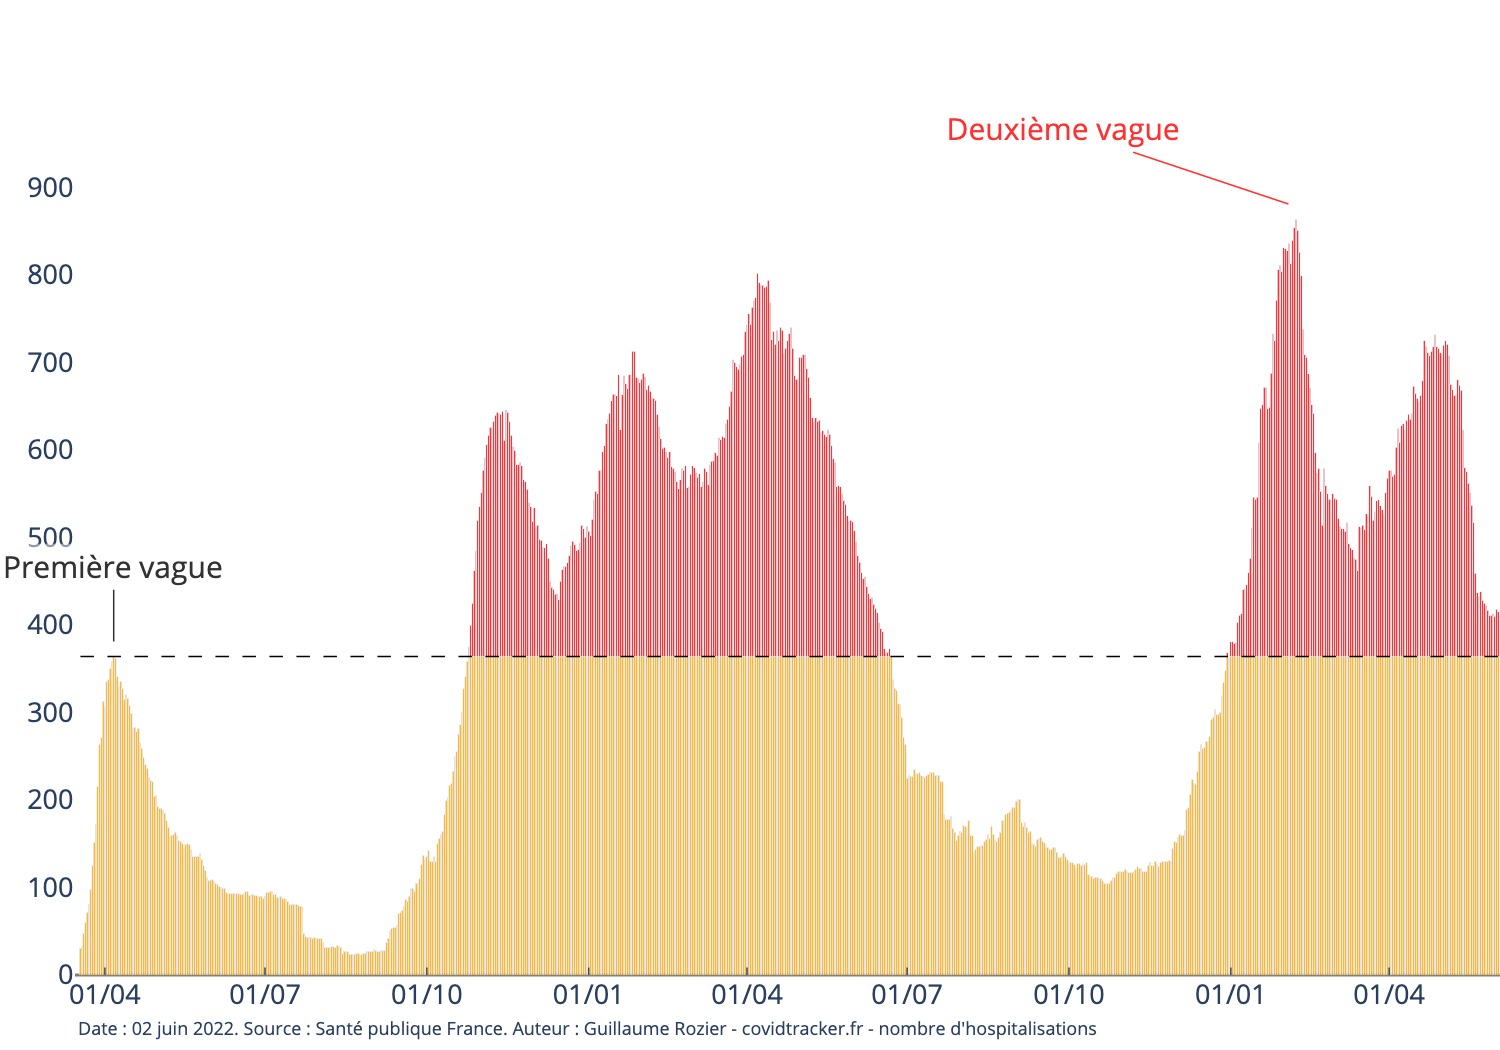 Deuxième vague
900
800
700
600
500
Première vague
400
300
200
100
0
01/04 01/07 01/10 01/01 01/04 01/07 01/10 01/01 01/04
Date : 02 juin 2022. Source : Santé publique France. Auteur : Guillaume Rozier - covidtracker.fr - nombre d'hospitalisations